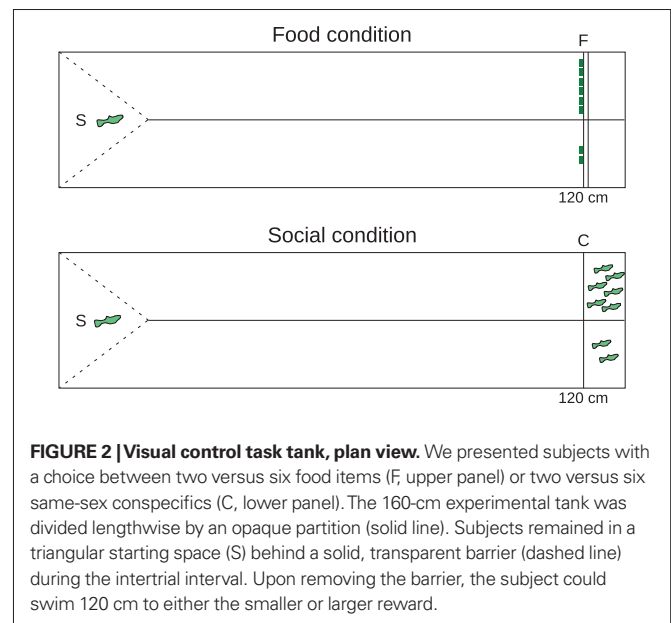 Food condition
F
S
120 cm
Social condition
C
S
120 cm
FIGURE 2 | Visual control task tank, plan view. We presented subjects with
a choice between two versus six food items (F, upper panel) or two versus six
same-sex conspecifics (C, lower panel). The 160-cm experimental tank was
divided lengthwise by an opaque partition (solid line). Subjects remained in a
triangular starting space (S) behind a solid, transparent barrier (dashed line)
during the intertrial interval. Upon removing the barrier, the subject could
swim 120 cm to either the smaller or larger reward.